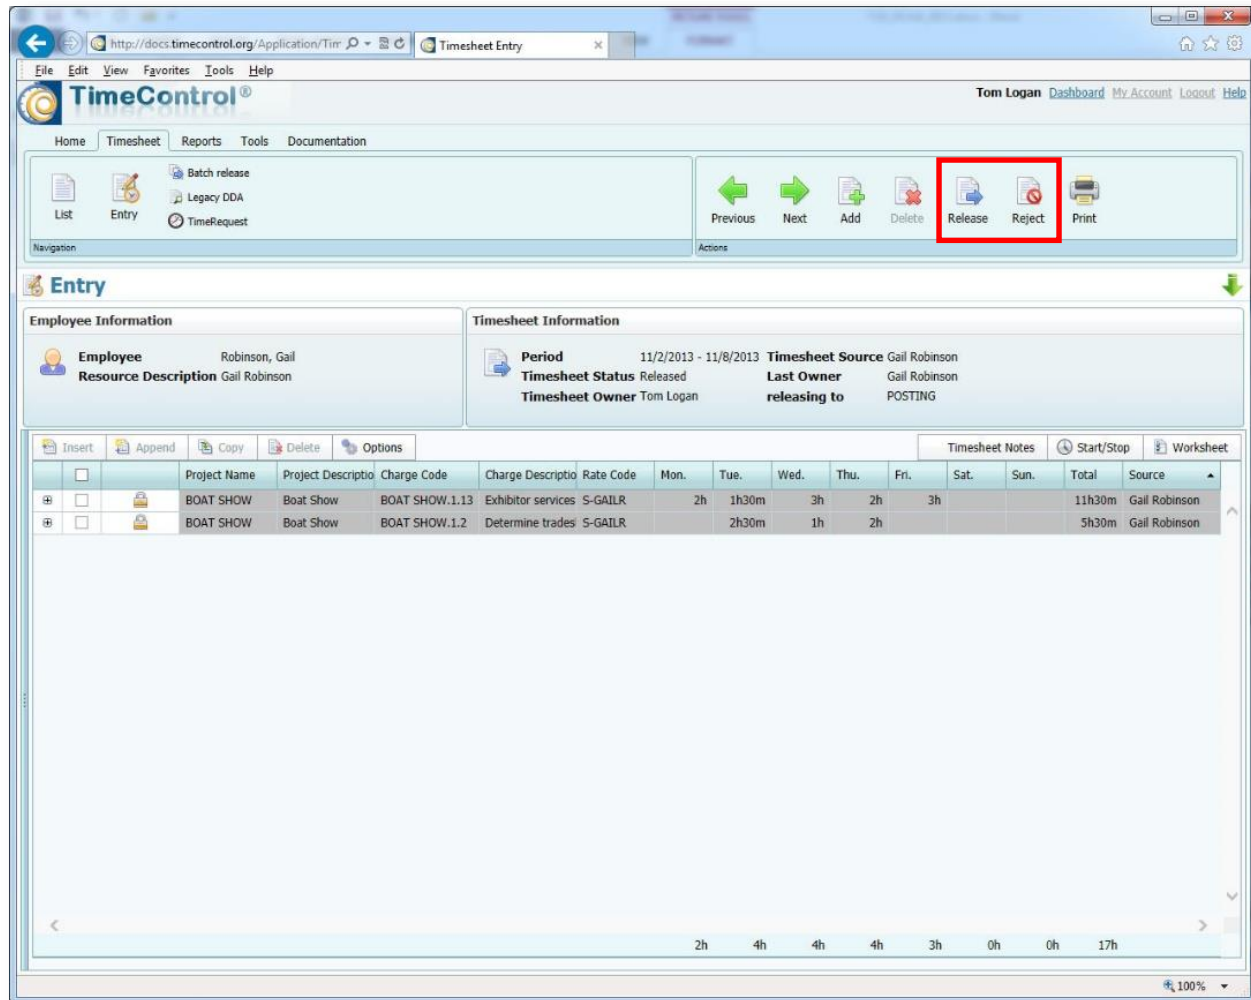 http://docs.timecontrol.org/Application/Tim
Timesheet Entry
File Edit View Favorites Tools Help
TimeControl®
Tom Logan Dashboard My Account Logout Help
Home Timesheet Reports Tools Documentation
Batch release
Legacy DDA
TimeRequest
List Entry
Navigation
Previous Next Add Delete Release Reject Print
Actions
Entry
Employee Information
Employee Robinson, Gail
Resource Description Gail Robinson
Timesheet Information
Period 11/2/2013 - 11/8/2013 Timesheet Source Gail Robinson
Timesheet Status Released Last Owner Gail Robinson
Timesheet Owner Tom Logan releasing to POSTING
Insert Append Copy Delete Options Timesheet Notes Start/Stop Worksheet
Project Name Project Descriptio Charge Code Charge Descriptio Rate Code Mon. Tue. Wed. Thu. Fri. Sat. Sun. Total Source
BOAT SHOW Boat Show BOAT SHOW.1.13 Exhibitor services S-GAILR 2h 1h30m 3h 2h 3h 11h30m Gail Robinson
BOAT SHOW Boat Show BOAT SHOW.1.2 Determine trades S-GAILR 2h30m 1h 2h 5h30m Gail Robinson
2h 4h 4h 4h 3h 0h 0h 17h
100%